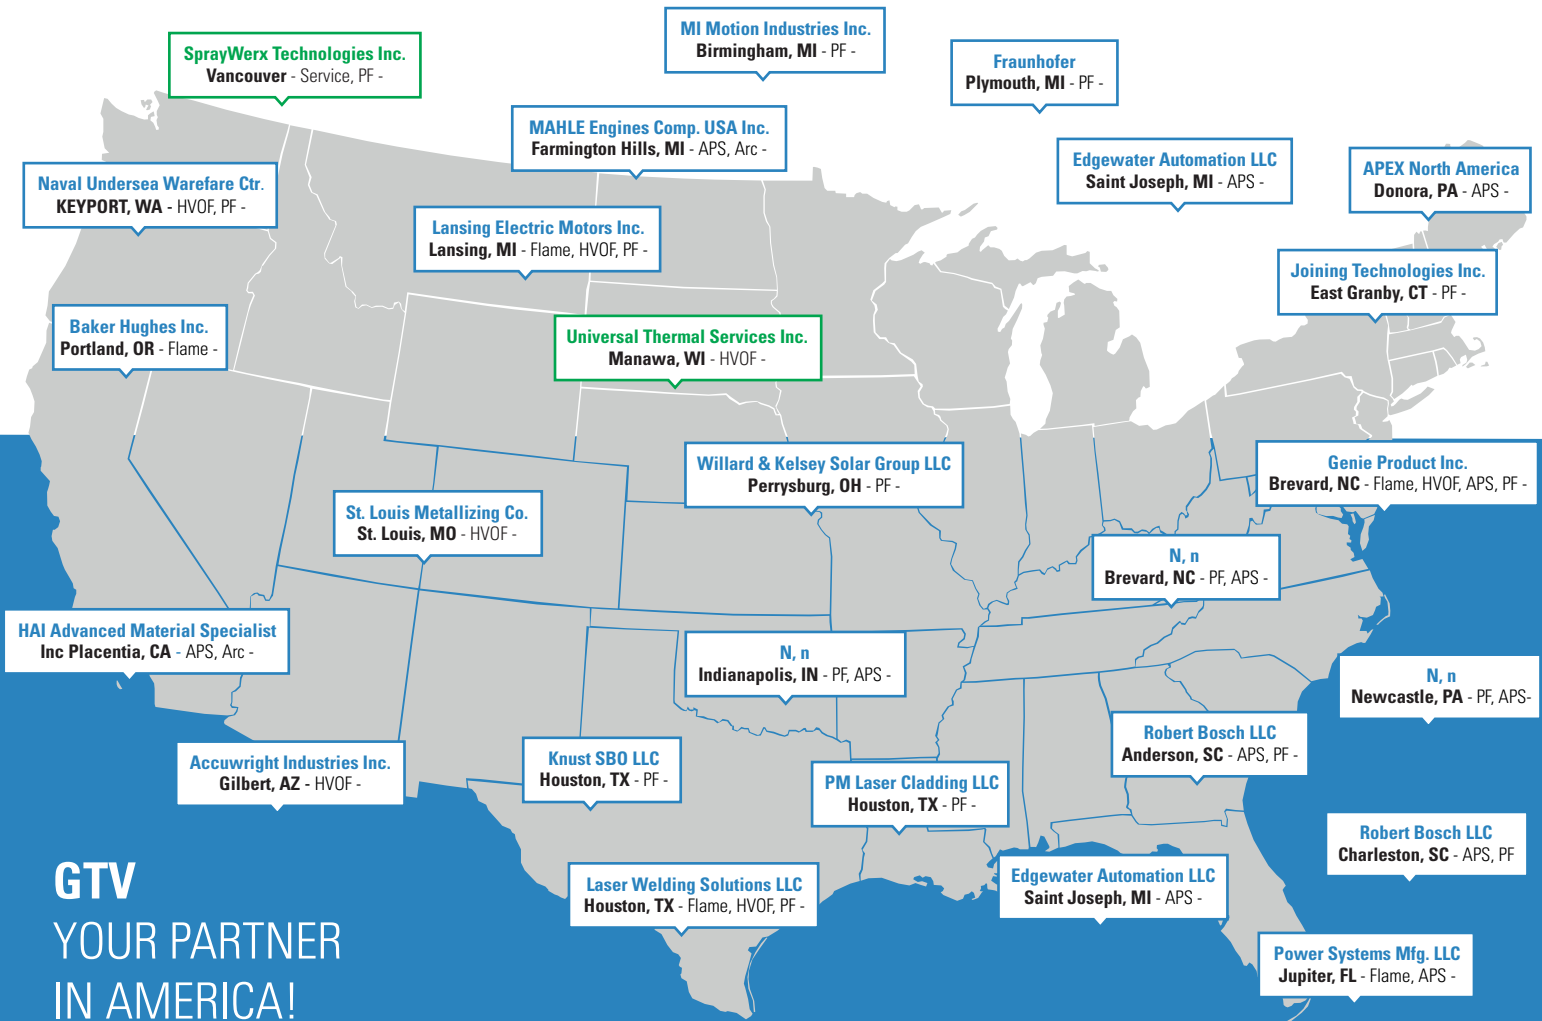 MI Motion Industries Inc.
Birmingham, MI - PF -
SprayWerx Technologies Inc.
Vancouver - Service, PF -
Fraunhofer
Plymouth, MI - PF -
MAHLE Engines Comp. USA Inc.
Farmington Hills, MI - APS, Arc -
Edgewater Automation LLC
Saint Joseph, MI - APS -
APEX North America
Donora, PA - APS -
Naval Undersea Warefare Ctr.
KEYPORT, WA - HVOF, PF -
Lansing Electric Motors Inc.
Lansing, MI - Flame, HVOF, PF -
Joining Technologies Inc.
East Granby, CT - PF -
Baker Hughes Inc.
Portland, OR - Flame -
Universal Thermal Services Inc.
Manawa, WI - HVOF -
Willard & Kelsey Solar Group LLC
Perrysburg, OH - PF -
Genie Product Inc.
Brevard, NC - Flame, HVOF, APS, PF -
St. Louis Metallizing Co.
St. Louis, MO - HVOF -
N, n
Brevard, NC - PF, APS -
HAI Advanced Material Specialist
Inc Placentia, CA - APS, Arc -
N, n
Indianapolis, IN - PF, APS -
N, n
Newcastle, PA - PF, APS-
Robert Bosch LLC
Anderson, SC - APS, PF -
Accuwright Industries Inc.
Gilbert, AZ - HVOF -
Knust SBO LLC
Houston, TX - PF -
PM Laser Cladding LLC
Houston, TX - PF -
Robert Bosch LLC
Charleston, SC - APS, PF
Laser Welding Solutions LLC
Houston, TX - Flame, HVOF, PF -
Edgewater Automation LLC
Saint Joseph, MI - APS -
Power Systems Mfg. LLC
Jupiter, FL - Flame, APS -
GTV
YOUR PARTNER
IN AMERICA!